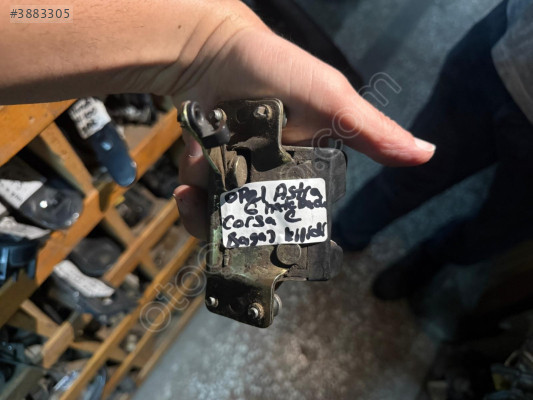 #3883305
Opel Astra
G
Corsa C
Bagaj kilidi